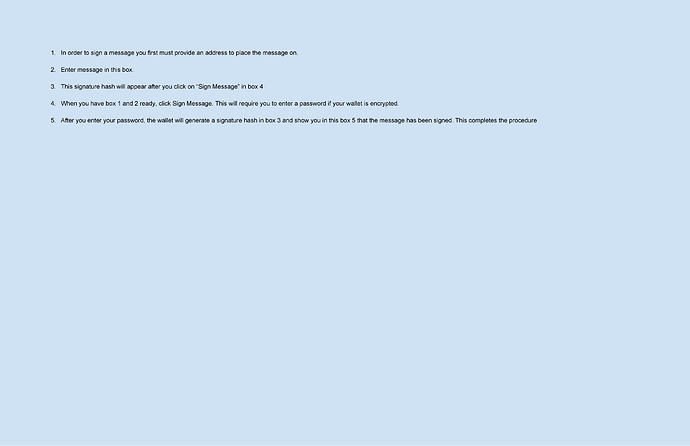 1. In order to sign a message you first must provide an address to place the message on.
2. Enter message in this box.
3. This signature hash will appear after you click on “Sign Message” in box 4
4. When you have box 1 and 2 ready, click Sign Message. This will require you to enter a password if your wallet is encrypted.
5. After you enter your password, the wallet will generate a signature hash in box 3 and show you in this box 5 that the message has been signed. This completes the procedure